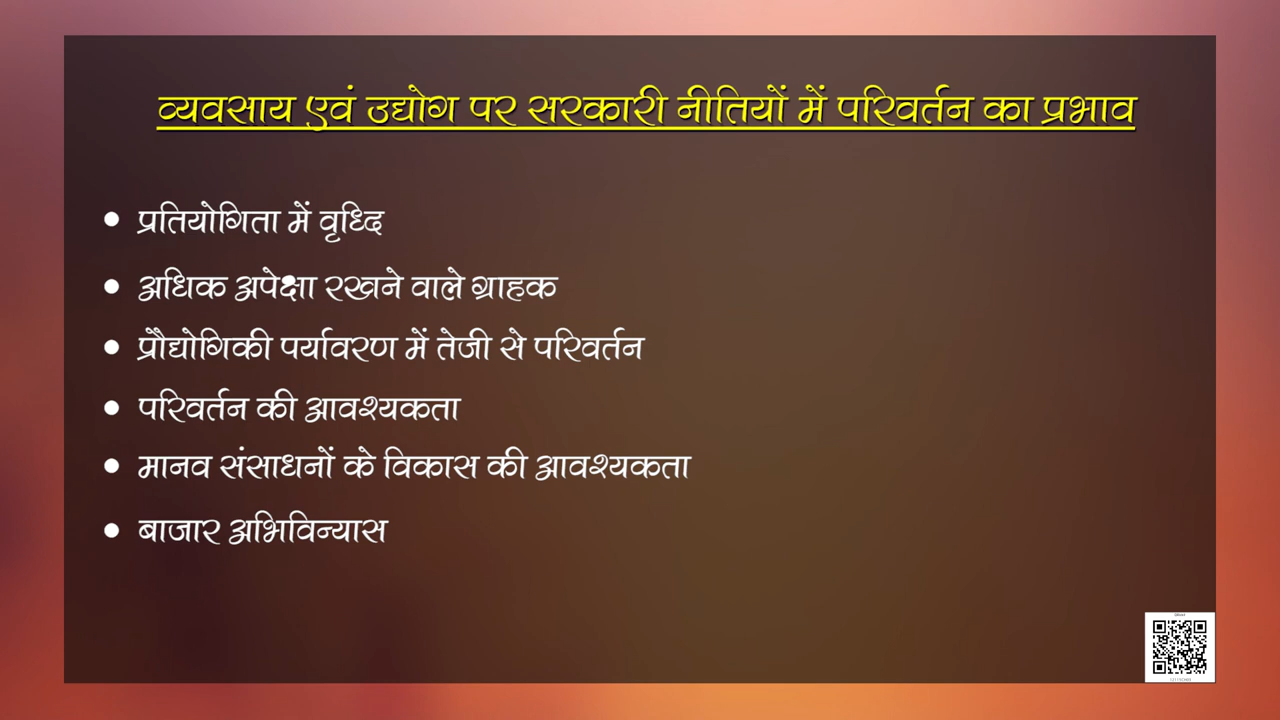 व्यवसाय एवं उद्योग पर सरकारी नीतियों में परिवर्तन का प्रभाव
• प्रतियोगिता में वृध्दि
• अधिक अपेक्षा रखने वाले ग्राहक
• प्रौद्योगिकी पर्यावरण में तेजी से परिवर्तन
• परिवर्तन की आवश्यकता
• मानव संसाधनों के विकास की आवश्यकता
• बाजार अभिविन्यास